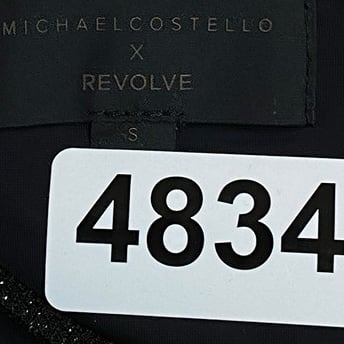 MICHAELCOSTELLO
X
REVOLVE
S
4834